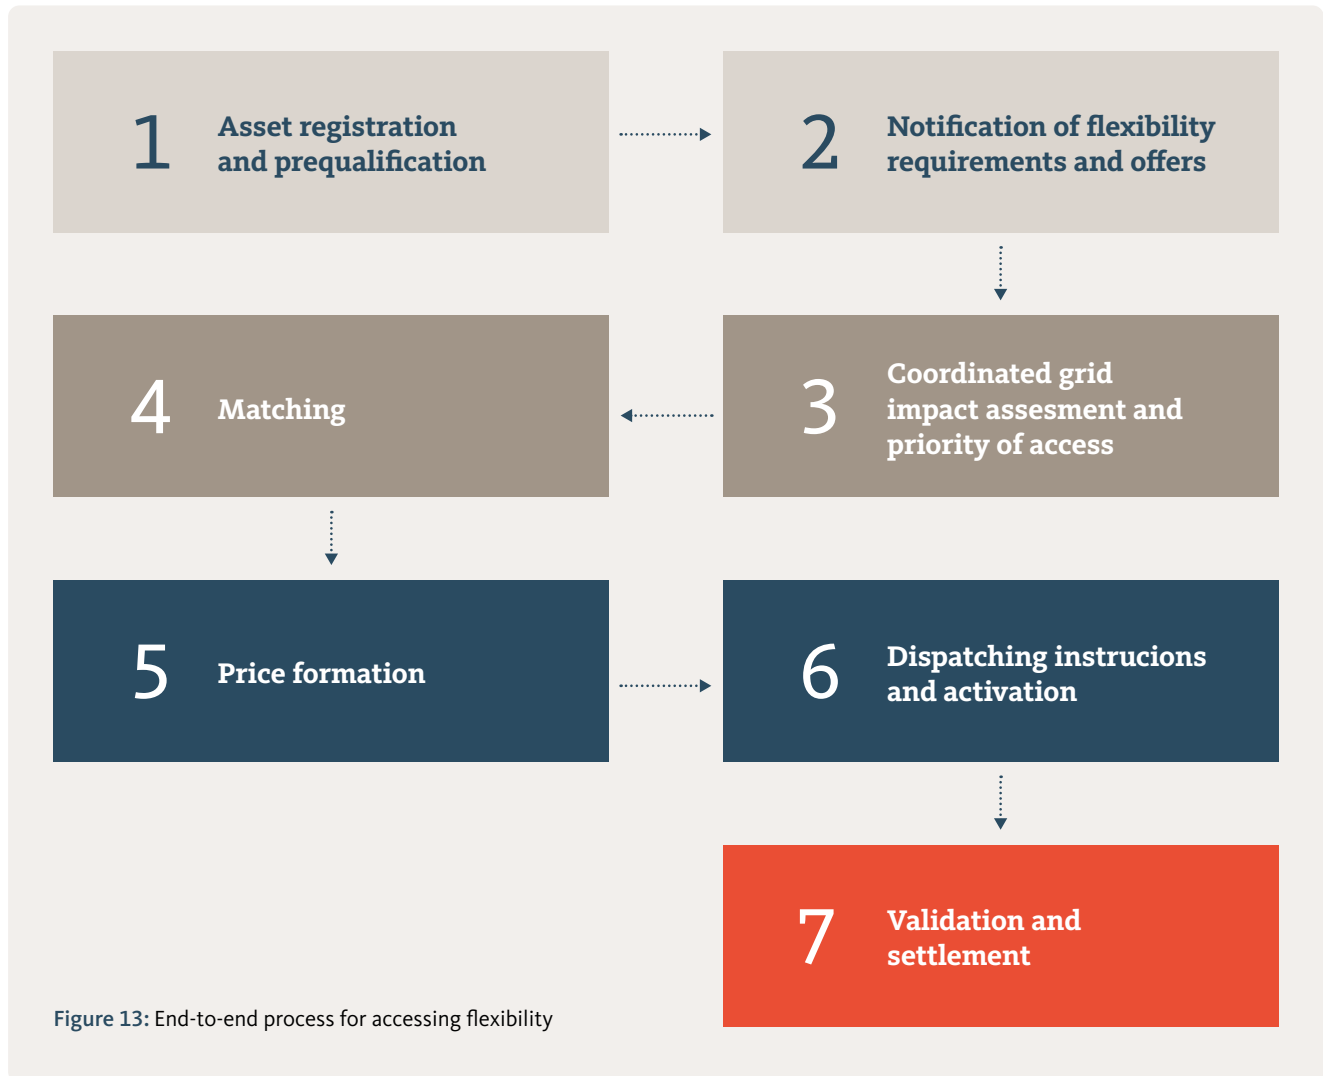 1
Asset registration
and prequalification
2
Notification of flexibility
requirements and offers
3
Coordinated grid
impact assesment and
priority of access
4
Matching
5
Price formation
6
Dispatching instrucions
and activation
7
Validation and
settlement
Figure 13: End-to-end process for accessing flexibility